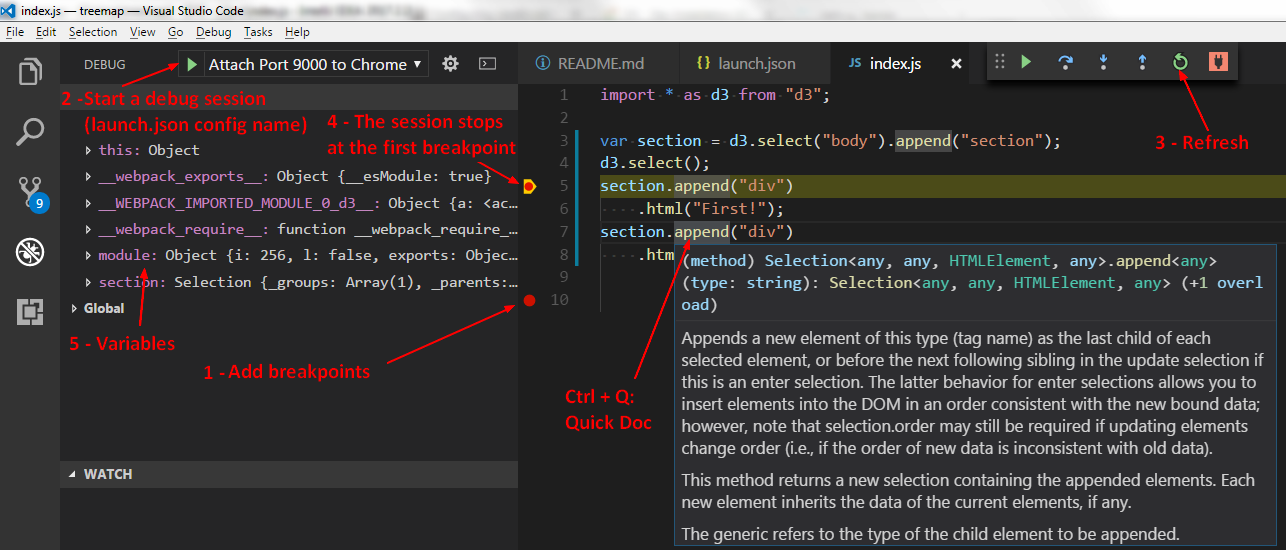 index.js — treemap — Visual Studio Code
File Edit Selection View Go Debug Tasks Help
DEBUG
Attach Port 9000 to Chrome
README.md
{} launch.json
JS index.js
2 -Start a debug session
(launch.json config name)
this: Object
__webpack_exports__: Object {__esModule: true}
__WEBPACK_IMPORTED_MODULE_0_d3__: Object {a: <ac...
__webpack_require__: function __webpack_require_...
module: Object {i: 256, l: false, exports: Objec...
section: Selection {_groups: Array(1), _parents:...
Global
9
5 - Variables
1 - Add breakpoints
WATCH
4 - The session stops
at the first breakpoint
3 - Refresh
1 import * as d3 from "d3";
2
3 var section = d3.select("body").append("section");
4 d3.select();
5 section.append("div")
6 .html("First!");
7 section.append("div")
8 .htm
9
10
Ctrl + Q:
Quick Doc
(method) Selection<any, any, HTMLElement, any>.append<any>
(type: string): Selection<any, any, HTMLElement, any> (+1 overl
oad)
Appends a new element of this type (tag name) as the last child of each
selected element, or before the next following sibling in the update selection if
this is an enter selection. The latter behavior for enter selections allows you to
insert elements into the DOM in an order consistent with the new bound data;
however, note that selection.order may still be required if updating elements
change order (i.e., if the order of new data is inconsistent with old data).
This method returns a new selection containing the appended elements. Each
new element inherits the data of the current elements, if any.
The generic refers to the type of the child element to be appended.